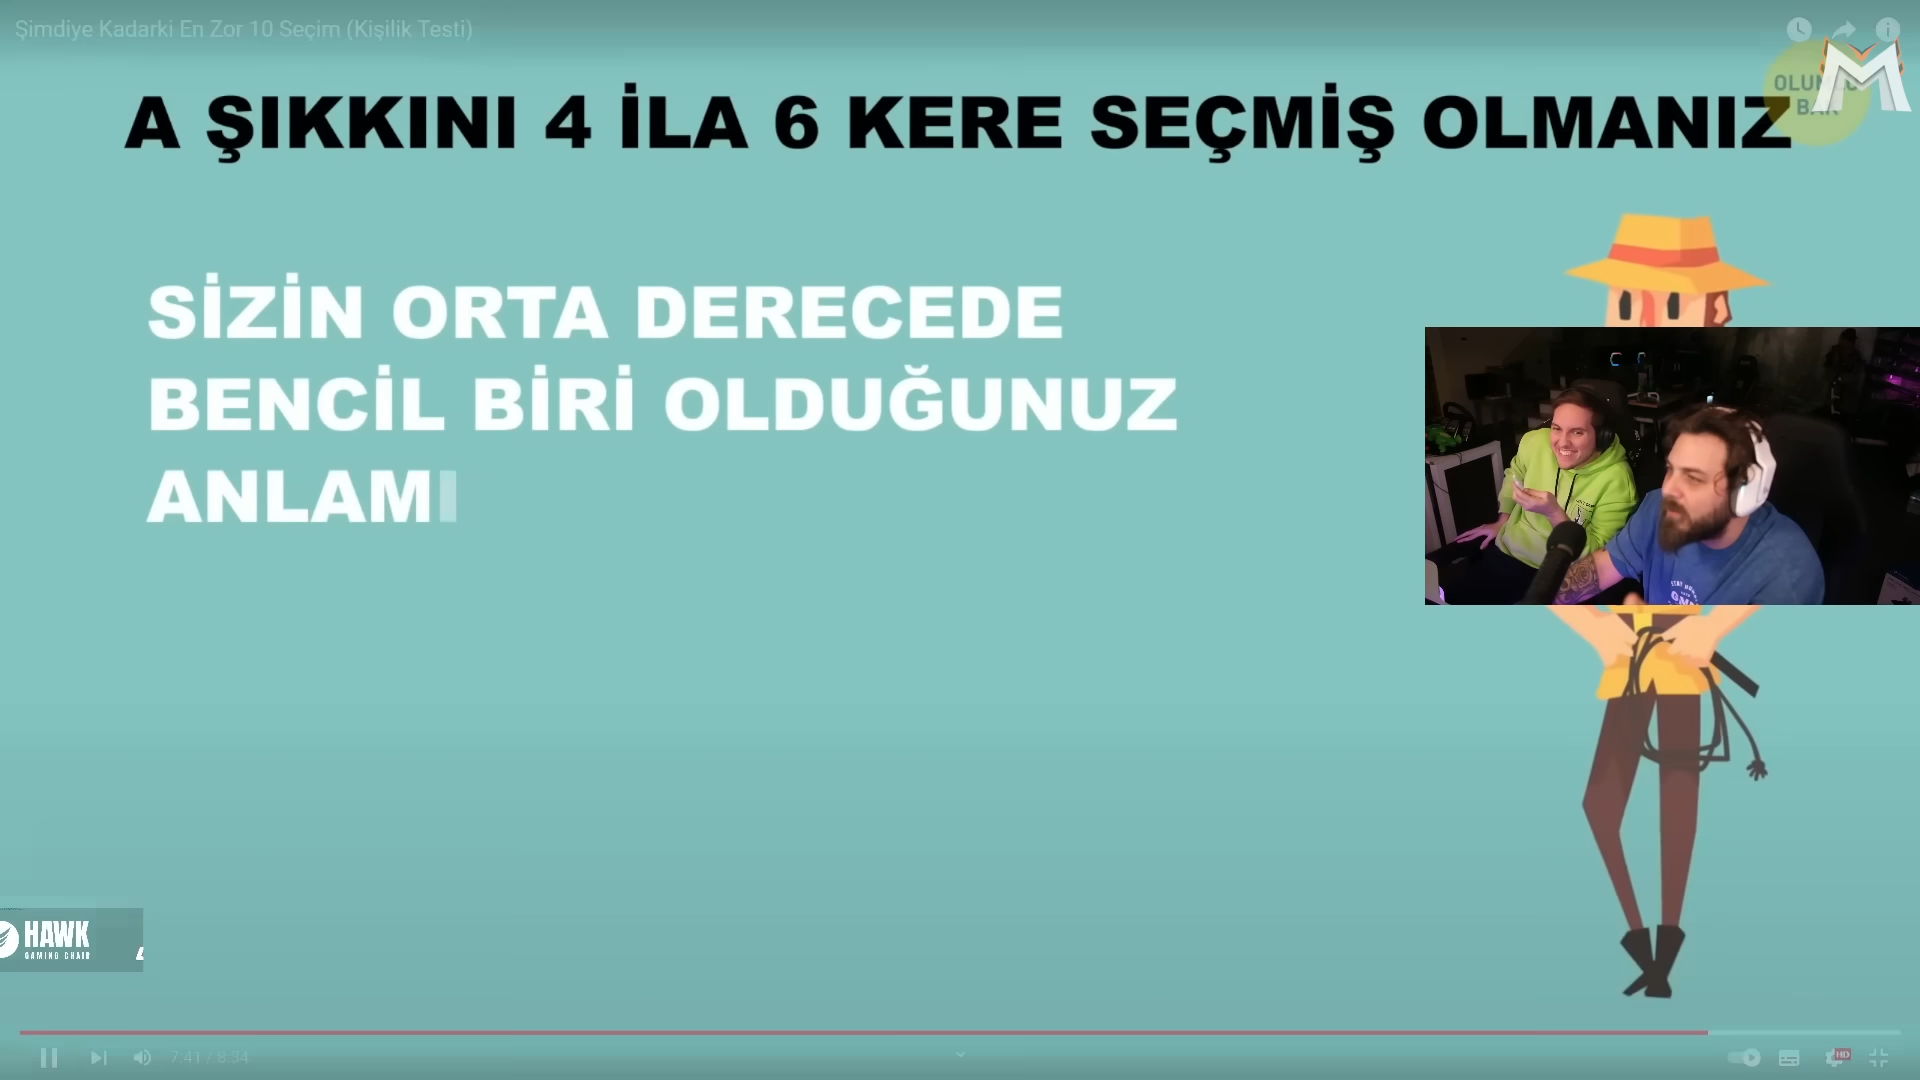 Şimdiye Kadarki En Zor 10 Seçim (Kişilik Testi)
A ŞIKKINI 4 İLA 6 KERE SEÇMİŞ OLMANIZ
SİZİN ORTA DERECEDE
BENCİL BİRİ OLDUĞUNUZ
ANLAMI
HAWK
GAMING CHAIR
7:41 / 8:34
HD